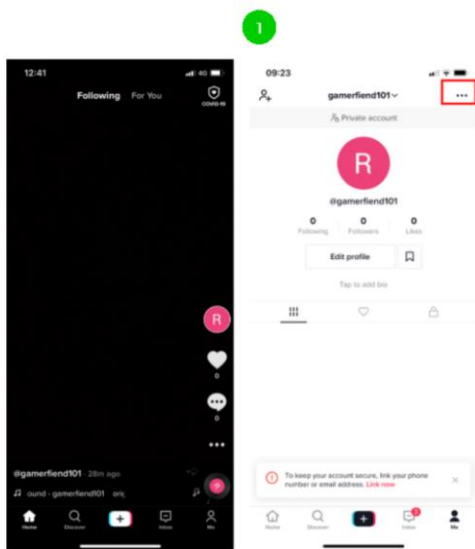 1
12:41
4G
Following For You
COVID-19
R
0
0
@gamerfiend101 · 28m ago
ound - gamerfiend101
Home
Discover
Inbox
Me
09:23
gamerfiend101
Private account
R
@gamerfiend101
0 0 0
Following Followers Likes
Edit profile
Tap to add bio
To keep your account secure, link your phone
number or email address. Link now
Home
Discover
Inbox
Me